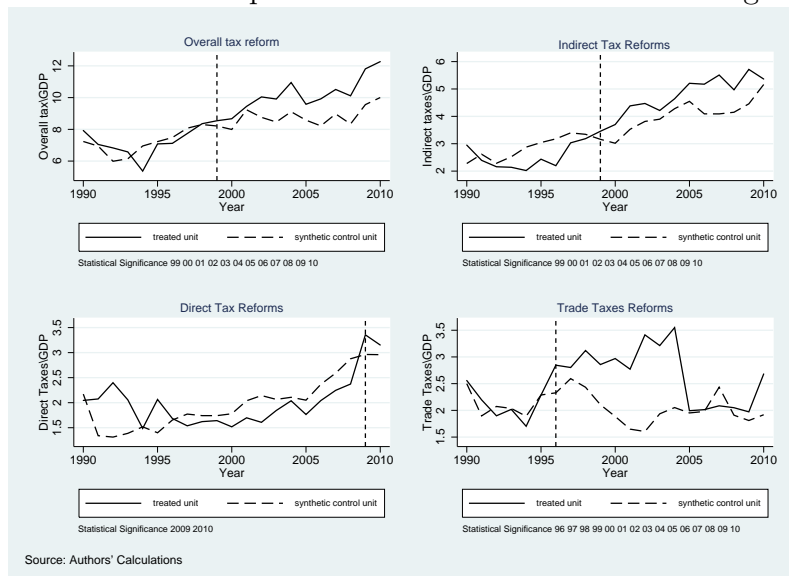 Overall tax reform
Overall tax\GDP
6 8 10 12
1990 1995 2000 2005 2010
Year
treated unit synthetic control unit
Statistical Significance 99 00 01 02 03 04 05 06 07 08 09 10
Indirect Tax Reforms
Indirect taxes\GDP
2 3 4 5 6
1990 1995 2000 2005 2010
Year
treated unit synthetic control unit
Statistical Significance 99 00 01 02 03 04 05 06 07 08 09 10
Direct Tax Reforms
Direct Taxes\GDP
1.5 2 2.5 3 3.5
1990 1995 2000 2005 2010
Year
treated unit synthetic control unit
Statistical Significance 2009 2010
Trade Taxes Reforms
Trade Taxes\GDP
1.5 2 2.5 3 3.5
1990 1995 2000 2005 2010
Year
treated unit synthetic control unit
Statistical Significance 96 97 98 99 00 01 02 03 04 05 06 07 08 09 10
Source: Authors' Calculations